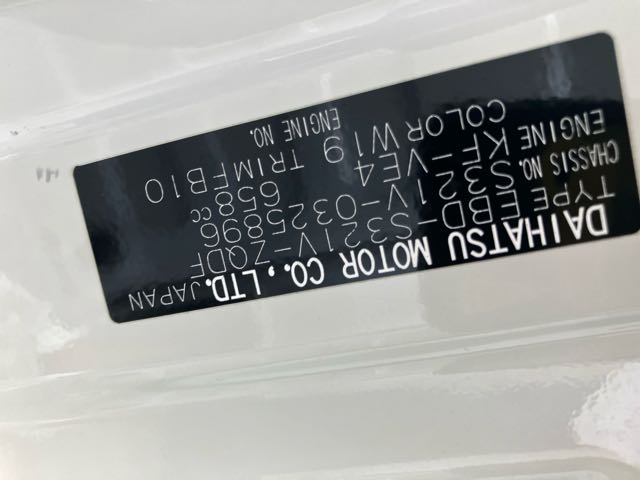 DAIHATSU MOTOR CO., LTD. JAPAN
TYPE EBD-S321V-ZQDF
CHASSIS NO. S321V-0325896
ENGINE KF-VE4 658cc
COLOR W19 TRIM FB10
ENGINE NO.